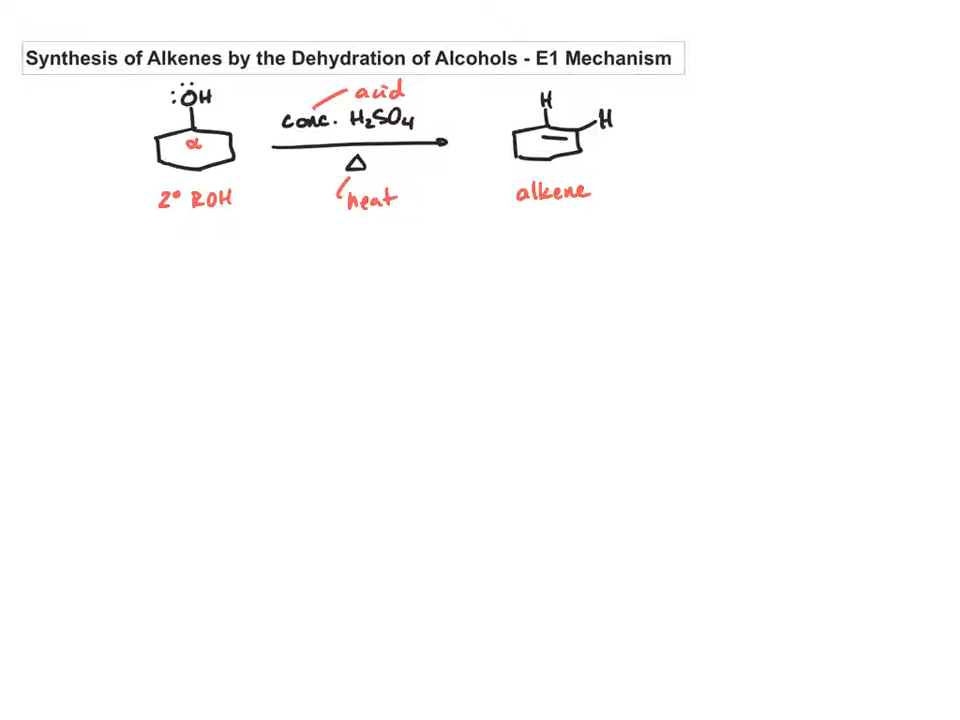 Synthesis of Alkenes by the Dehydration of Alcohols - E1 Mechanism
:ÖH
α
2° ROH
acid
conc. H₂SO₄
Δ
heat
H
H
alkene